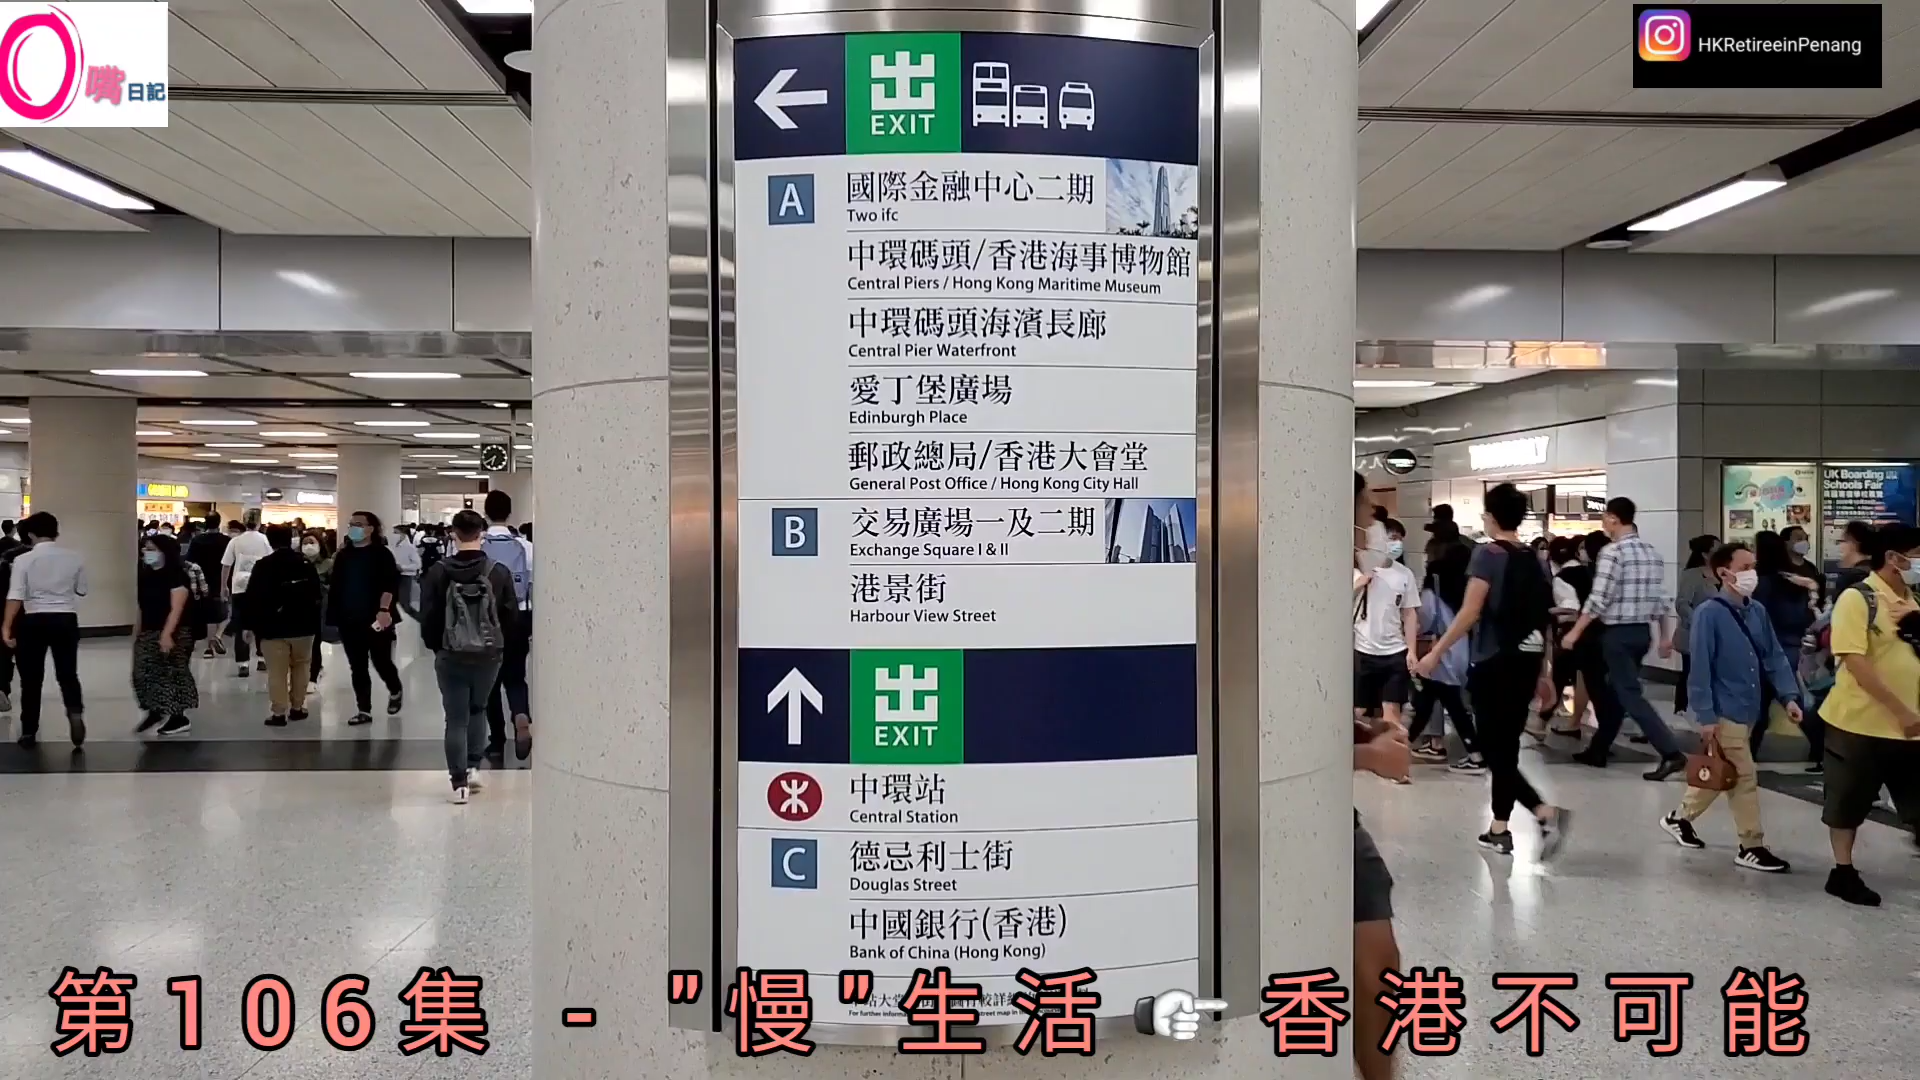 O嘴日記
HKRetireeinPenang
出
EXIT
A
國際金融中心二期
Two ifc
中環碼頭/香港海事博物館
Central Piers / Hong Kong Maritime Museum
中環碼頭海濱長廊
Central Pier Waterfront
愛丁堡廣場
Edinburgh Place
郵政總局/香港大會堂
General Post Office / Hong Kong City Hall
B
交易廣場一及二期
Exchange Square I & II
港景街
Harbour View Street
出
EXIT
中環站
Central Station
C
德忌利士街
Douglas Street
中國銀行(香港)
Bank of China (Hong Kong)
UK Boarding
Schools Fair
第106集 - "慢"生活 香港不可能